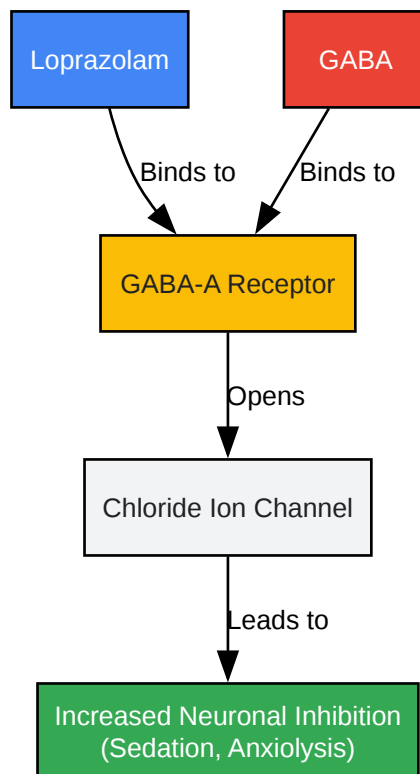 Loprazolam
GABA
Binds to
Binds to
GABA-A Receptor
Opens
Chloride Ion Channel
Leads to
Increased Neuronal Inhibition
(Sedation, Anxiolysis)